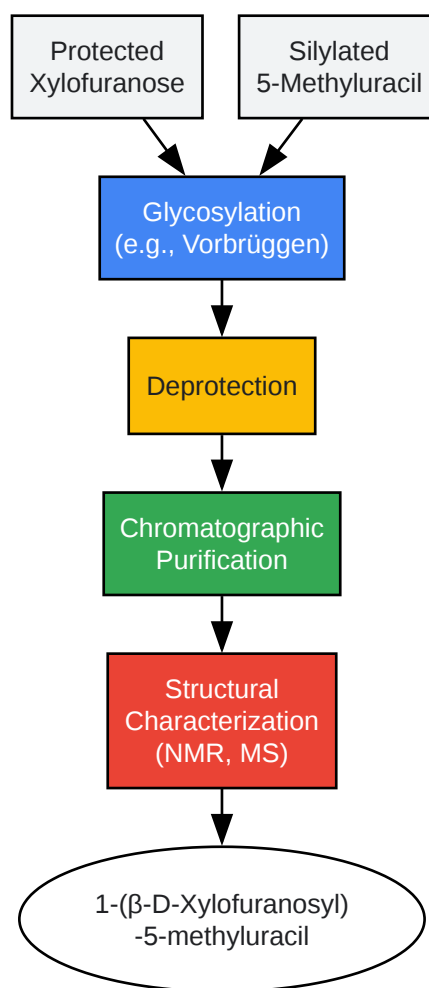 Protected
Xylofuranose
Silylated
5-Methyluracil
Glycosylation
(e.g., Vorbrüggen)
Deprotection
Chromatographic
Purification
Structural
Characterization
(NMR, MS)
1-(β-D-Xylofuranosyl)
-5-methyluracil